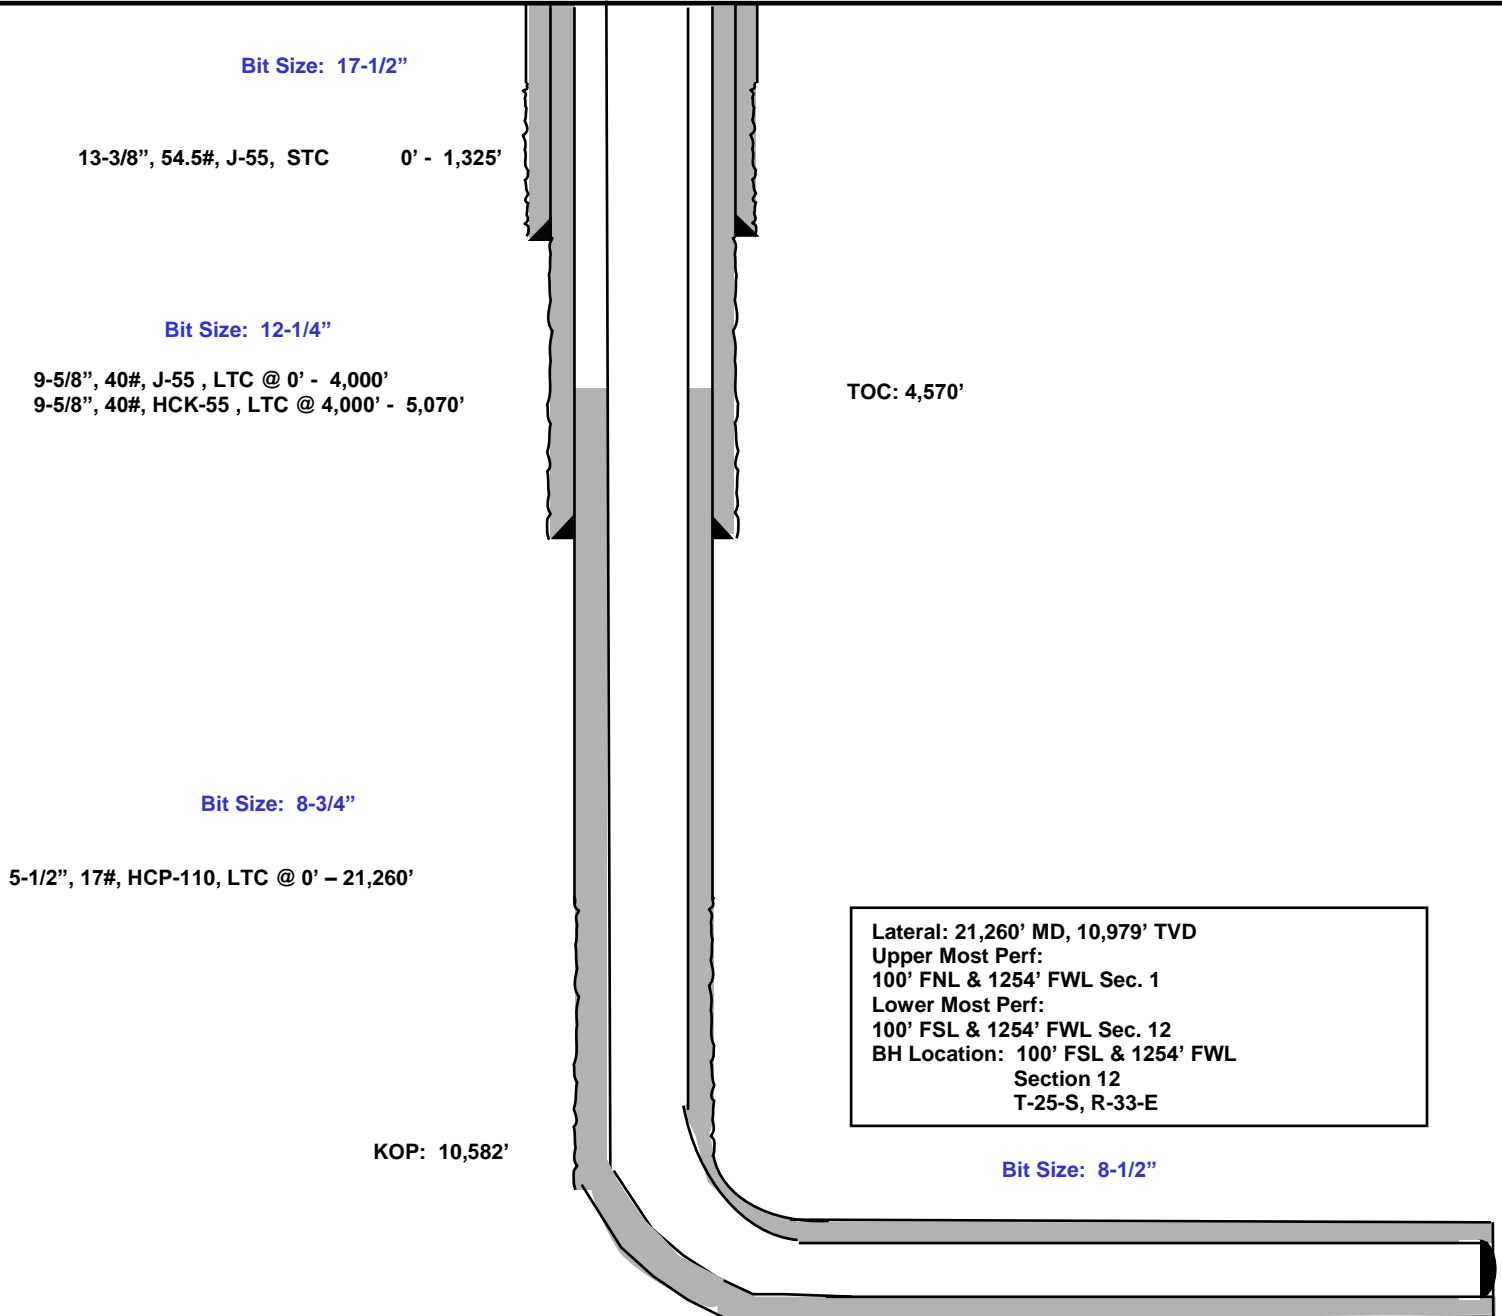 Bit Size: 17-1/2”
13-3/8”, 54.5#, J-55, STC 0’ - 1,325’
Bit Size: 12-1/4”
9-5/8”, 40#, J-55 , LTC @ 0’ - 4,000’
9-5/8”, 40#, HCK-55 , LTC @ 4,000’ - 5,070’
TOC: 4,570’
Bit Size: 8-3/4”
5-1/2”, 17#, HCP-110, LTC @ 0’ – 21,260’
Lateral: 21,260’ MD, 10,979’ TVD
Upper Most Perf:
100’ FNL & 1254’ FWL Sec. 1
Lower Most Perf:
100’ FSL & 1254’ FWL Sec. 12
BH Location: 100’ FSL & 1254’ FWL
Section 12
T-25-S, R-33-E
KOP: 10,582’
Bit Size: 8-1/2”